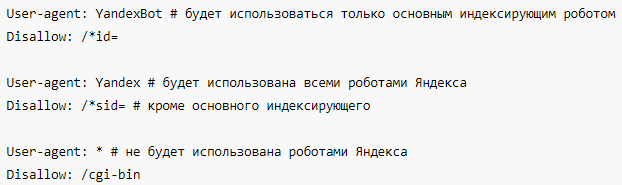 User-agent: YandexBot # будет использоваться только основным индексирующим роботом
Disallow: /*id=
User-agent: Yandex # будет использована всеми роботами Яндекса
Disallow: /*sid= # кроме основного индексирующего
User-agent: * # не будет использована роботами Яндекса
Disallow: /cgi-bin